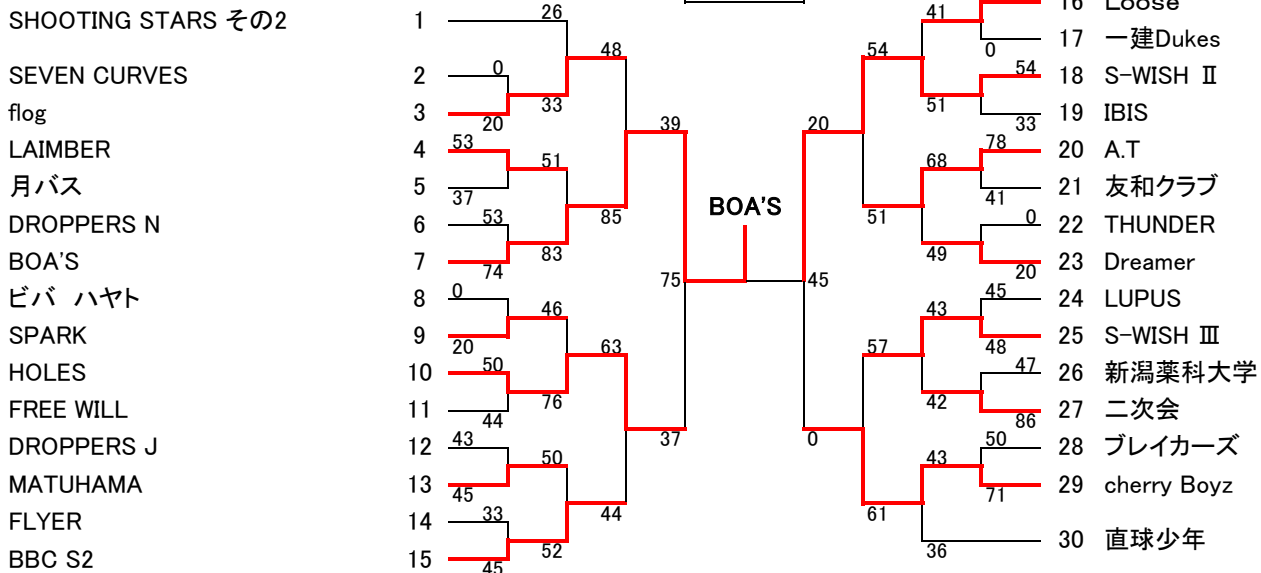 SHOOTING STARS その2 1 26
48
SEVEN CURVES 2 0
flog 3 20
33
LAIMBER 4 53
月バス 5 37
51
39
DROPPERS N 6 53
BOA'S 7 74
83
85
ビバ ハヤト 8 0
SPARK 9 20
46
75
HOLES 10 50
FREE WILL 11 44
76
63
DROPPERS J 12 43
MATUHAMA 13 45
50
37
FLYER 14 33
BBC S2 15 45
52
44
BOA'S
41 16 Loose
0 17 一建Dukes
54
54 18 S-WISH Ⅱ
33 19 IBIS
51
20
78 20 A.T
41 21 友和クラブ
68
0 22 THUNDER
20 23 Dreamer
49
51
45
45 24 LUPUS
48 25 S-WISH Ⅲ
43
57
47 26 新潟薬科大学
86 27 二次会
42
0
50 28 ブレイカーズ
71 29 cherry Boyz
43
61
36 30 直球少年